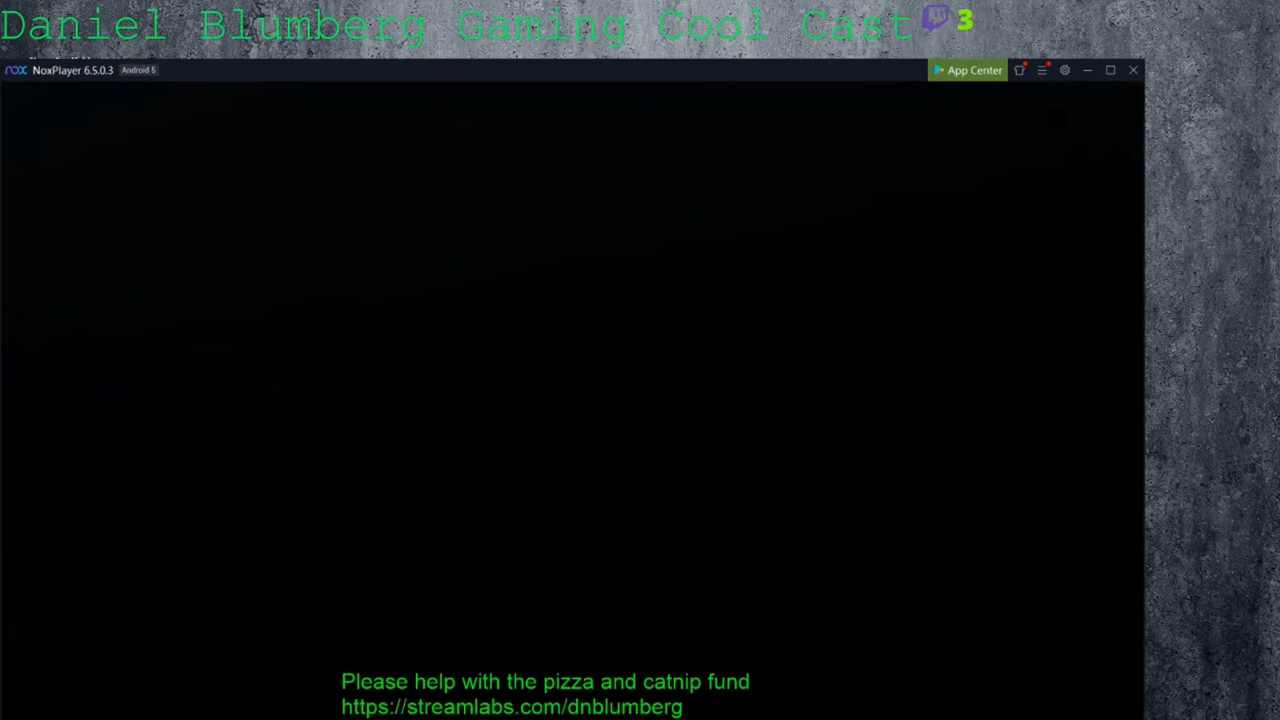 Daniel Blumberg Gaming Cool Cast 3
nox NoxPlayer 6.5.0.3 Android 5 App Center
Please help with the pizza and catnip fund
https://streamlabs.com/dnblumberg